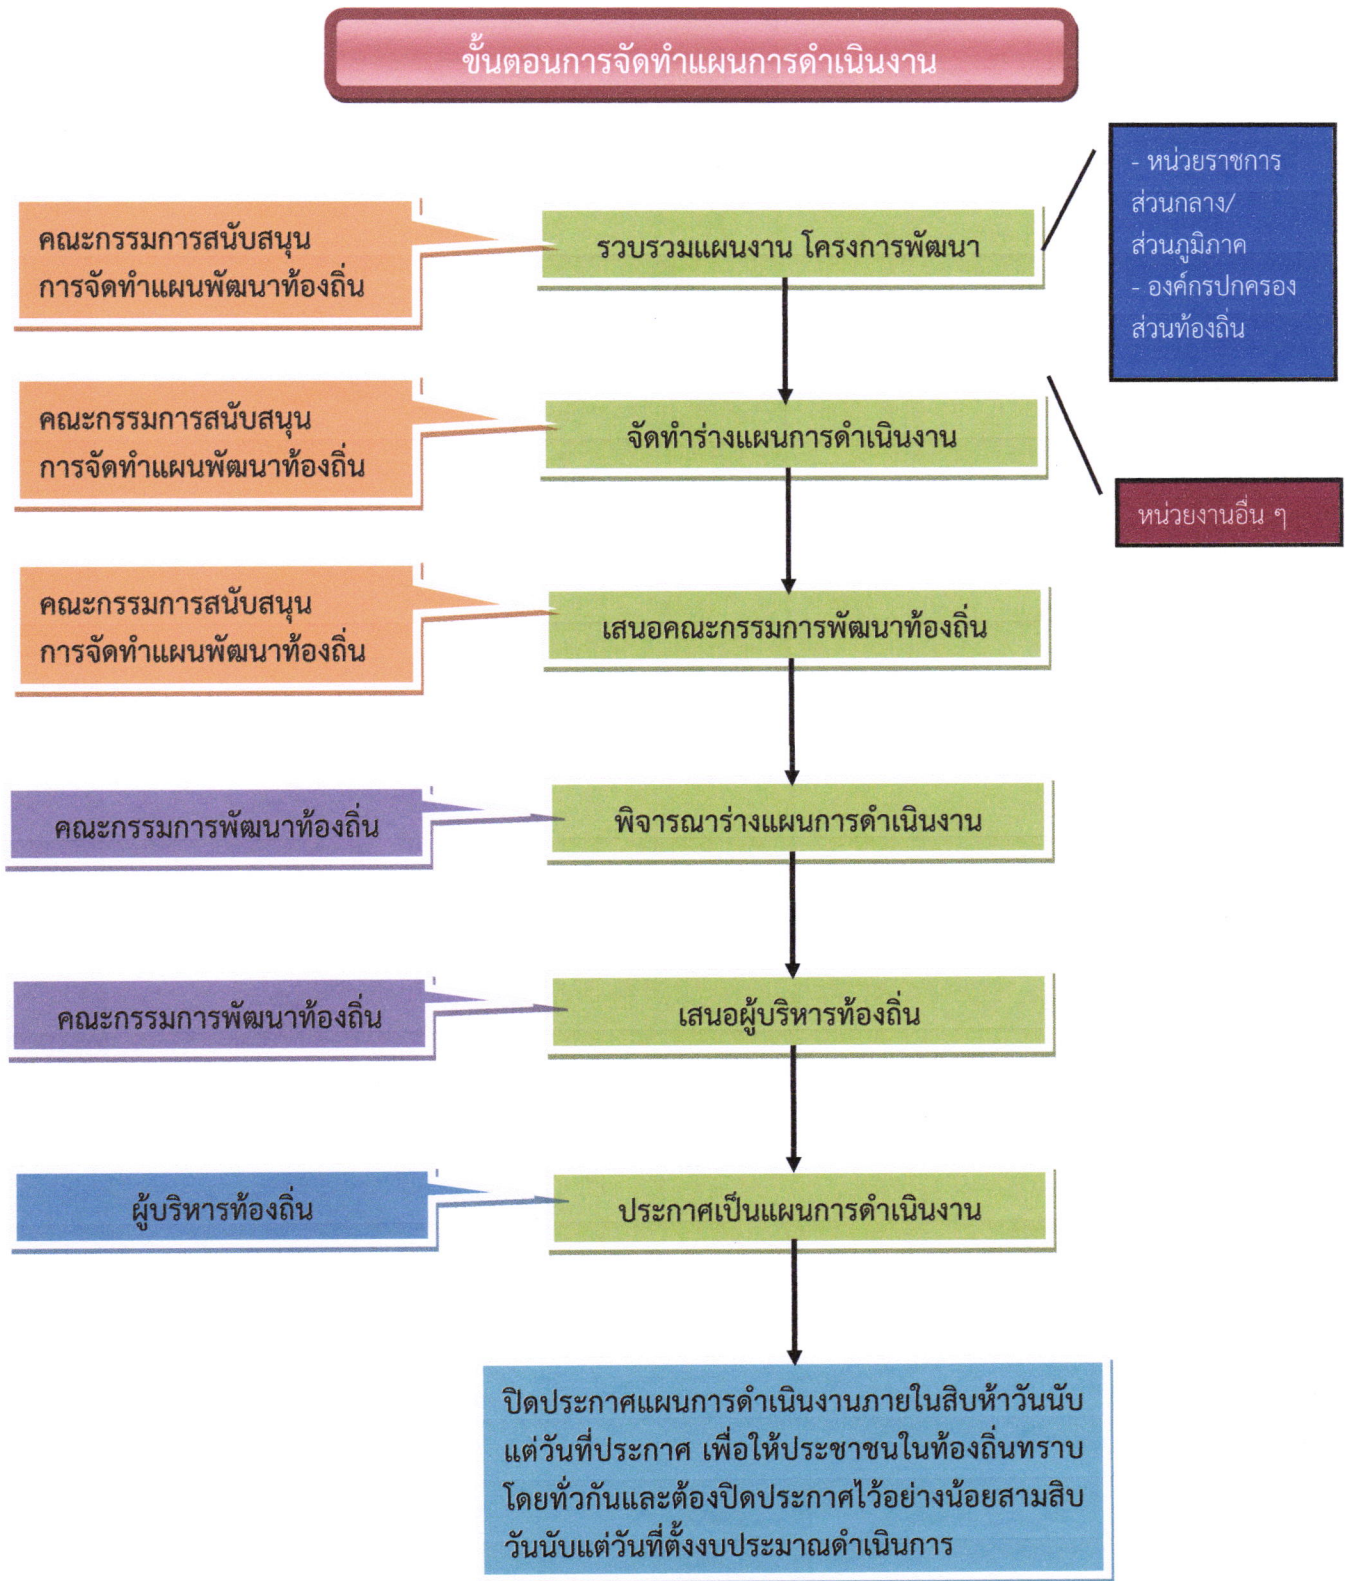 ขั้นตอนการจัดทำแผนการดำเนินงาน
- หน่วยราชการ
ส่วนกลาง/
ส่วนภูมิภาค
- องค์กรปกครอง
ส่วนท้องถิ่น
คณะกรรมการสนับสนุน
การจัดทำแผนพัฒนาท้องถิ่น
รวบรวมแผนงาน โครงการพัฒนา
คณะกรรมการสนับสนุน
การจัดทำแผนพัฒนาท้องถิ่น
จัดทำร่างแผนการดำเนินงาน
หน่วยงานอื่น ๆ
คณะกรรมการสนับสนุน
การจัดทำแผนพัฒนาท้องถิ่น
เสนอคณะกรรมการพัฒนาท้องถิ่น
คณะกรรมการพัฒนาท้องถิ่น
พิจารณาร่างแผนการดำเนินงาน
คณะกรรมการพัฒนาท้องถิ่น
เสนอผู้บริหารท้องถิ่น
ผู้บริหารท้องถิ่น
ประกาศเป็นแผนการดำเนินงาน
ปิดประกาศแผนการดำเนินงานภายในสิบห้าวันนับ
แต่วันที่ประกาศ เพื่อให้ประชาชนในท้องถิ่นทราบ
โดยทั่วกันและต้องปิดประกาศไว้อย่างน้อยสามสิบ
วันนับแต่วันที่ตั้งงบประมาณดำเนินการ